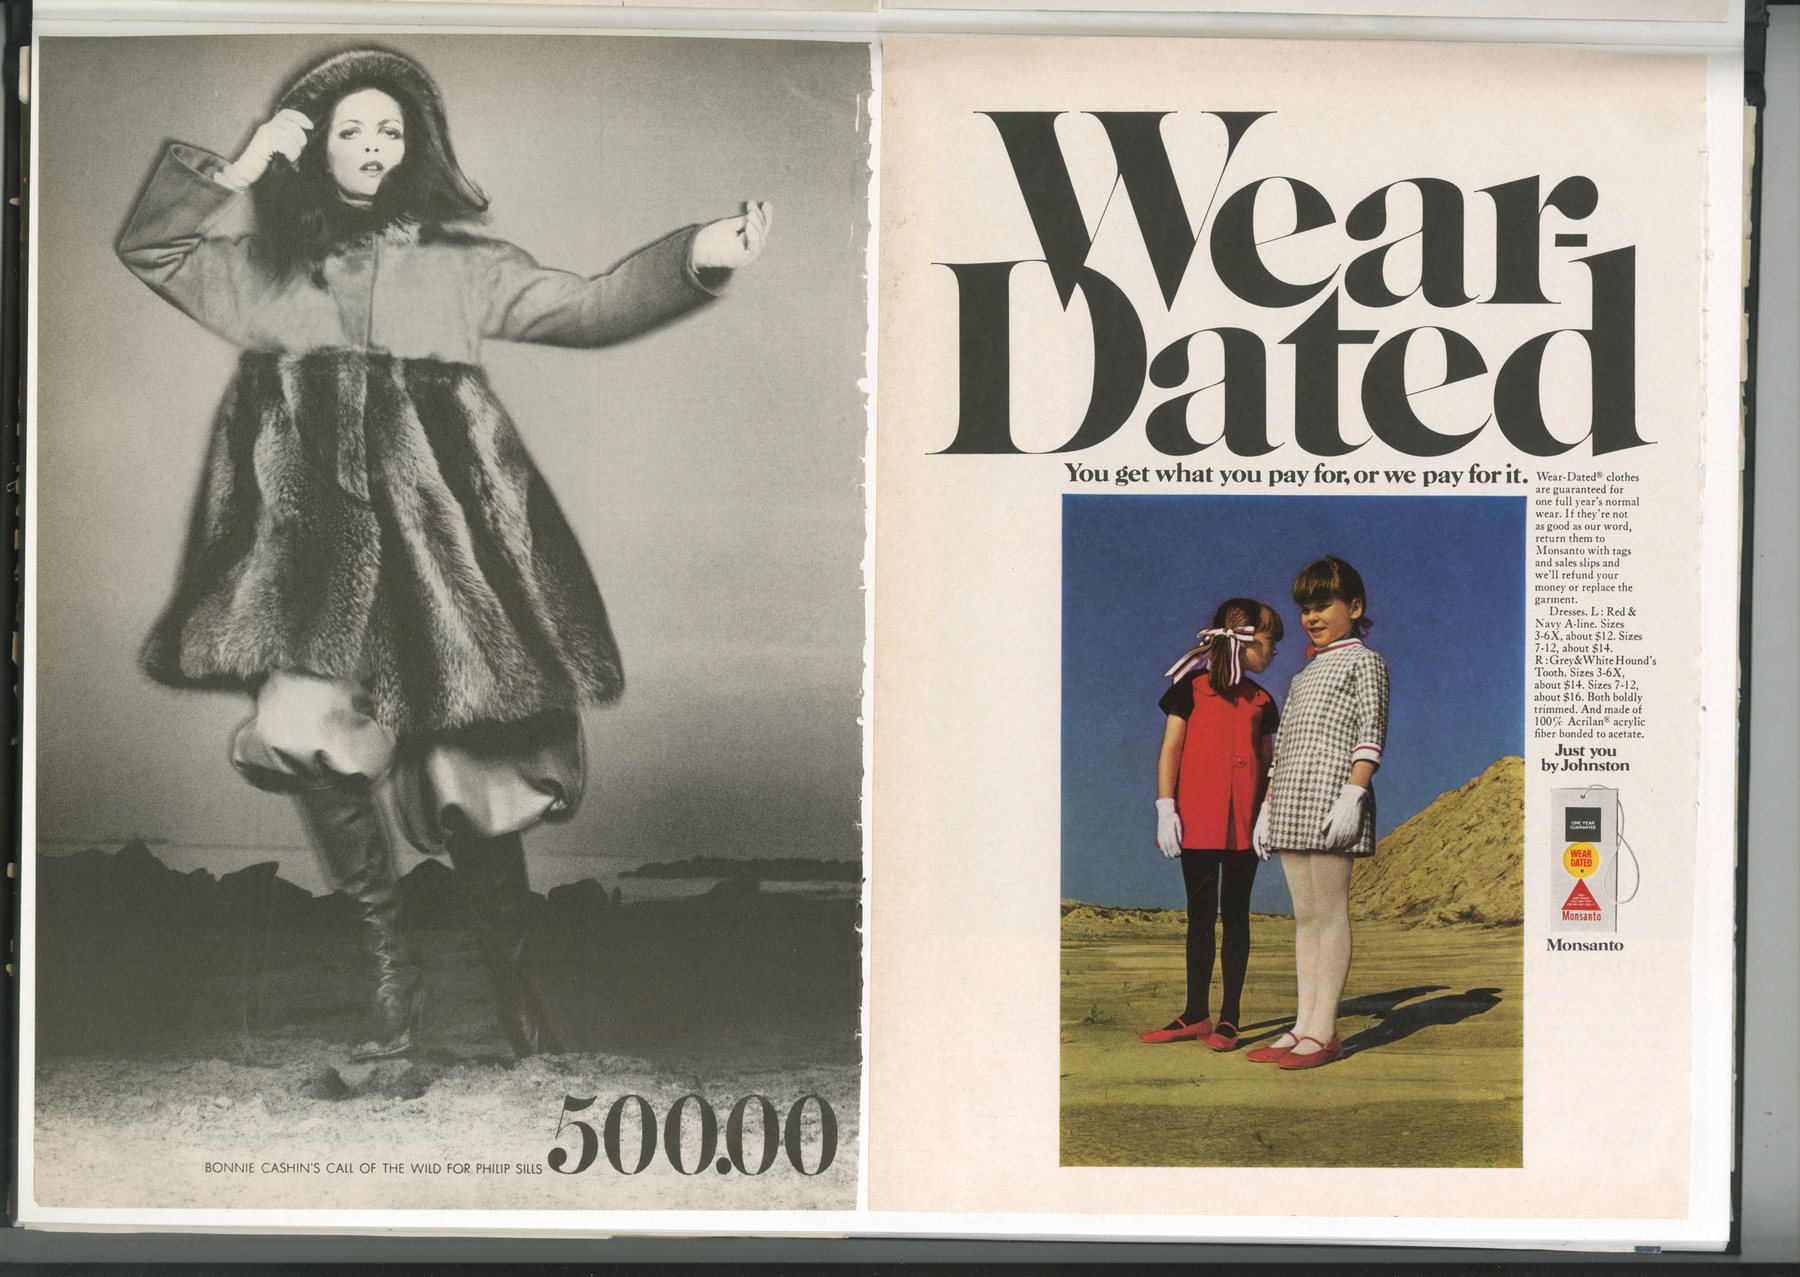 500.00
BONNIE CASHIN'S CALL OF THE WILD FOR PHILIP SILLS
Wear-
Dated
You get what you pay for, or we pay for it.
Wear-Dated® clothes
are guaranteed for
one full year's normal
wear. If they're not
as good as our word,
return them to
Monsanto with tags
and sales slips and
we'll refund your
money or replace the
garment.
Dresses. L: Red &
Navy A-line. Sizes
3-6X, about $12. Sizes
7-12, about $14.
R: Grey & White Hound's
Tooth. Sizes 3-6X,
about $14. Sizes 7-12,
about $16. Both boldly
trimmed. And made of
100% Acrilan® acrylic
fiber bonded to acetate.
Just you
by Johnston
ONE YEAR
GUARANTEE
WEAR
DATED
Monsanto
Monsanto